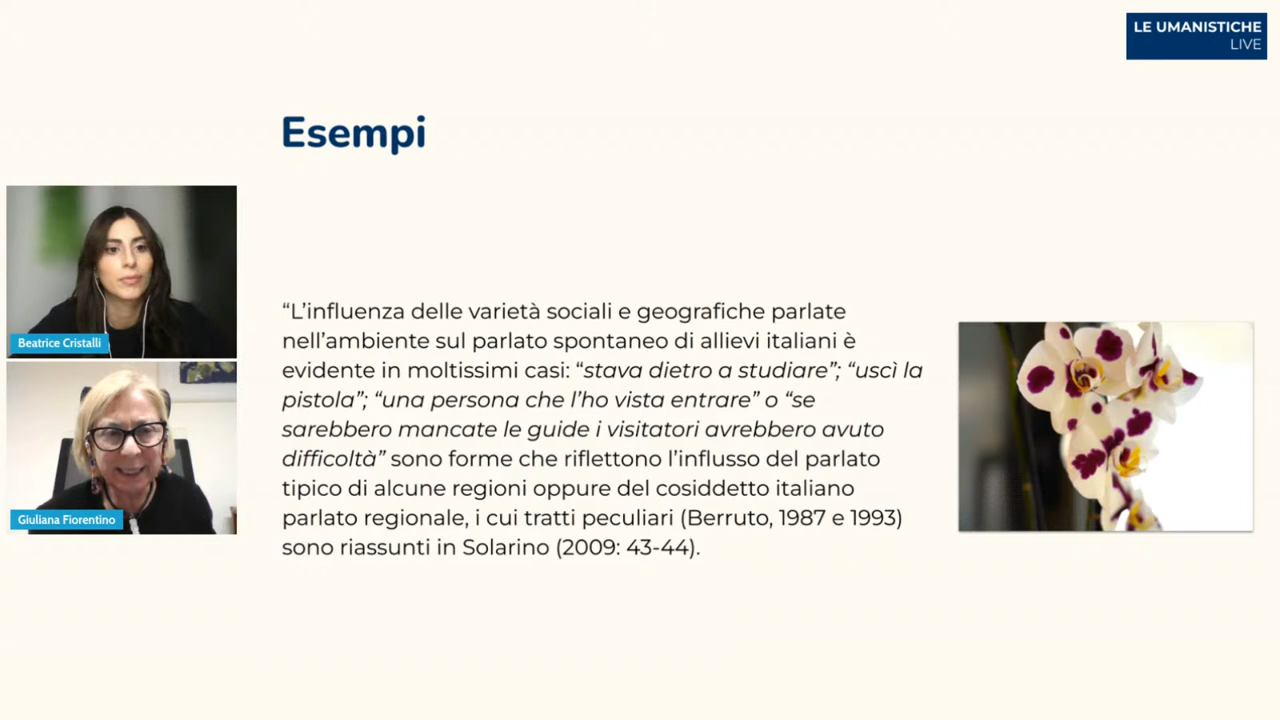 LE UMANISTICHE
LIVE
Esempi
Beatrice Cristalli
Giuliana Fiorentino
“L’influenza delle varietà sociali e geografiche parlate
nell’ambiente sul parlato spontaneo di allievi italiani è
evidente in moltissimi casi: “stava dietro a studiare”; “uscì la
pistola”; “una persona che l’ho vista entrare” o “se
sarebbero mancate le guide i visitatori avrebbero avuto
difficoltà” sono forme che riflettono l’influsso del parlato
tipico di alcune regioni oppure del cosiddetto italiano
parlato regionale, i cui tratti peculiari (Berruto, 1987 e 1993)
sono riassunti in Solarino (2009: 43-44).